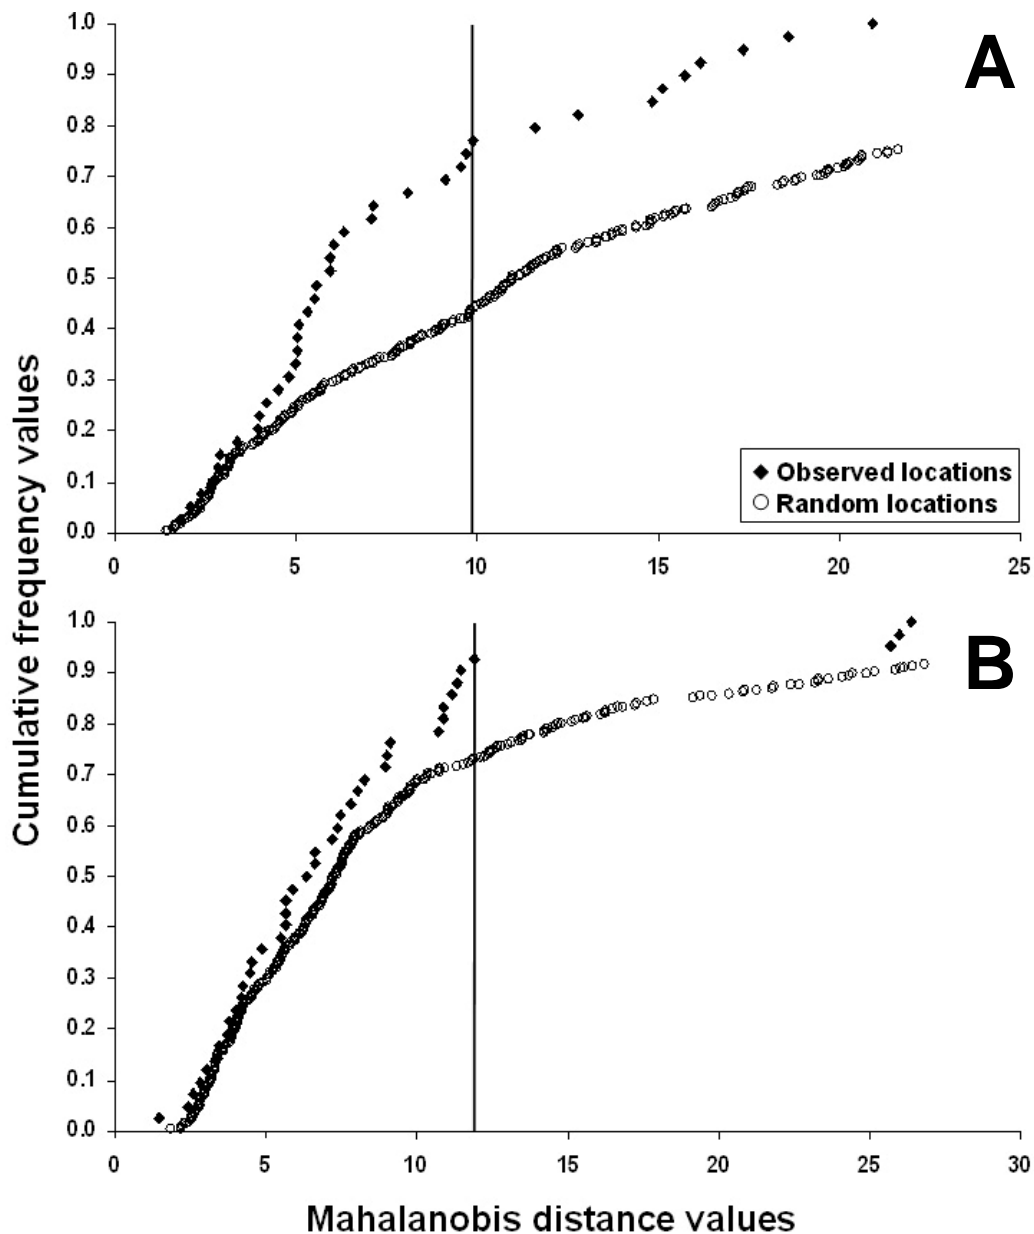 A
1.0
0.9
0.8
0.7
0.6
0.5
0.4
0.3
0.2
0.1
0.0
0 5 10 15 20 25
Observed locations
Random locations
Cumulative frequency values
B
1.0
0.9
0.8
0.7
0.6
0.5
0.4
0.3
0.2
0.1
0.0
0 5 10 15 20 25 30
Mahalanobis distance values